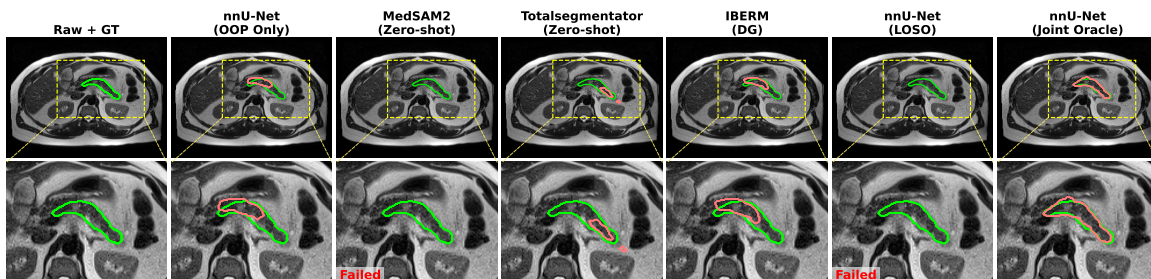 Raw + GT
nnU-Net
(OOP Only)
MedSAM2
(Zero-shot)
Totalsegmentator
(Zero-shot)
IBERM
(DG)
nnU-Net
(LOSO)
nnU-Net
(Joint Oracle)
Failed
Failed